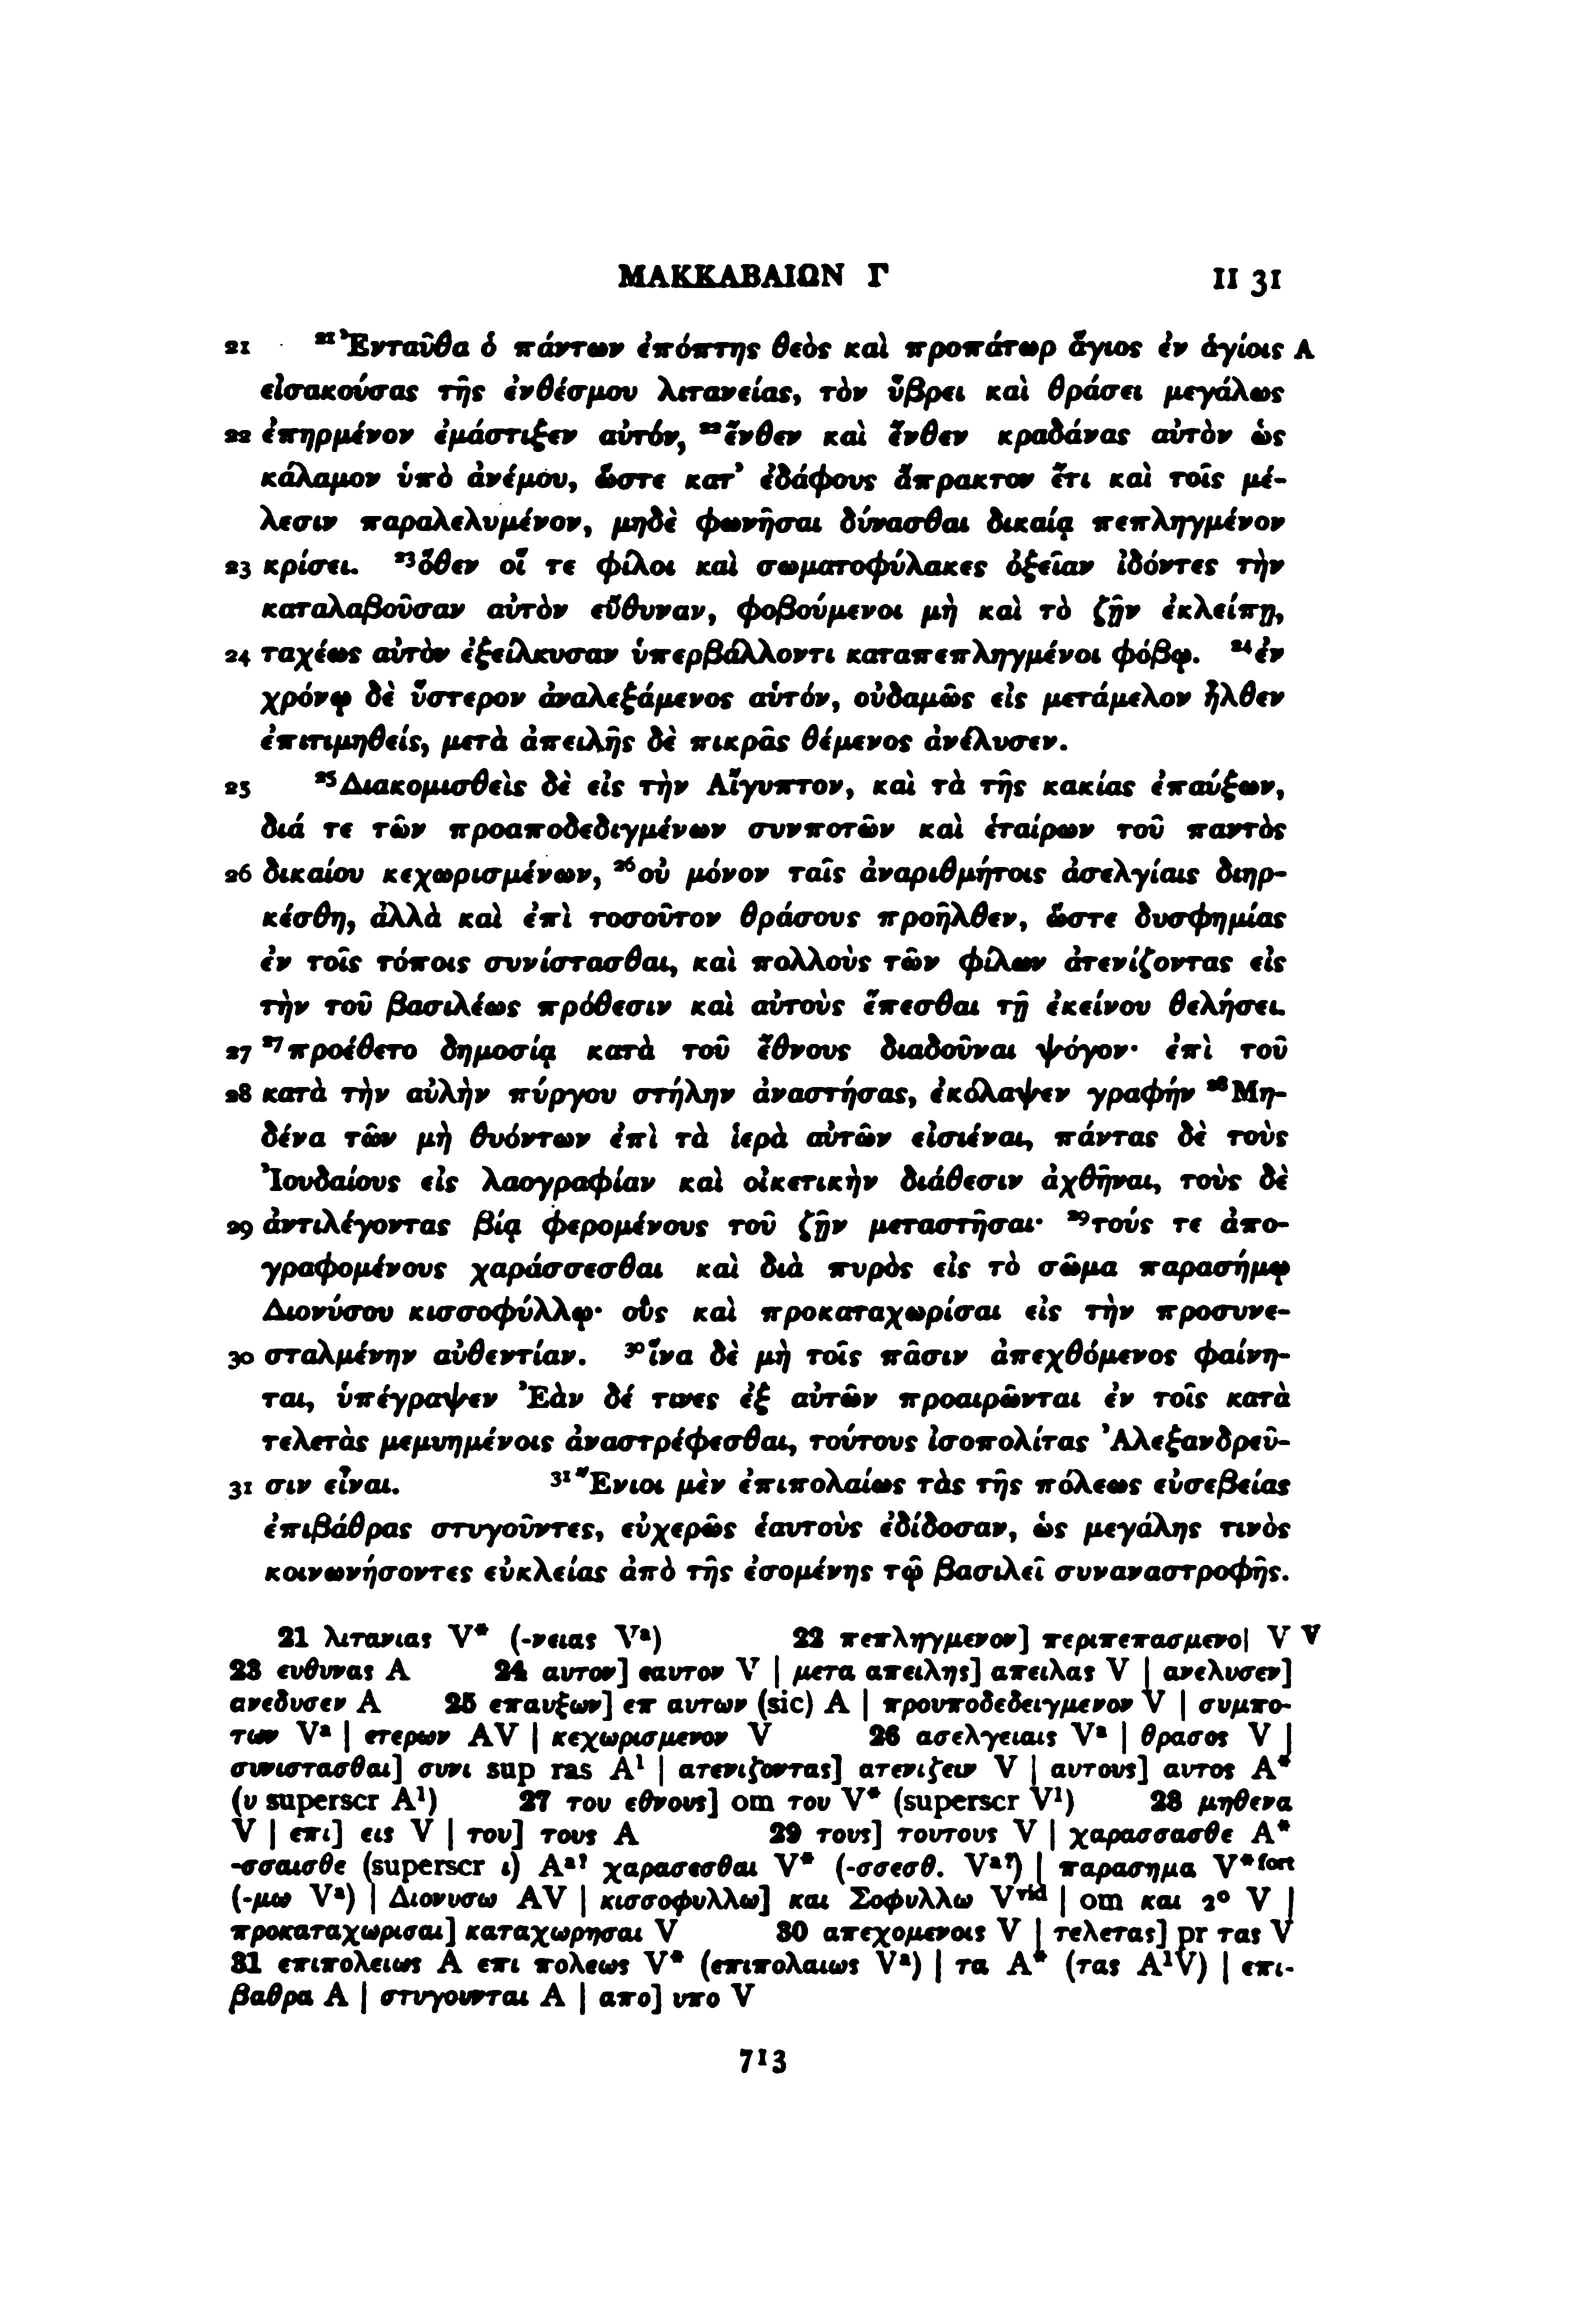 ΜΑΚΚΑΒΑΙΩΝ Γ II 31
21 ²¹Ἐνταῦθα ὁ πάντων ἐπόπτης θεὸς καὶ προπάτωρ ἅγιος ἐν ἁγίοις A
εἰσακούσας τῆς ἐνθέσμου λιτανείας, τὸν ὕβρει καὶ θράσει μεγάλως
22 ἐπηρμένον ἐμάστιξεν αὐτόν, ²²ἔνθεν καὶ ἔνθεν κραδάνας αὐτὸν ὡς
κάλαμον ὑπὸ ἀνέμου, ὥστε κατ’ ἐδάφους ἄπρακτον ἔτι καὶ τοῖς μέ-
λεσιν παραλελυμένον, μηδὲ φωνῆσαι δύνασθαι δικαίᾳ πεπληγμένον
23 κρίσει. ²³ὅθεν οἵ τε φίλοι καὶ σωματοφύλακες ὀξεῖαν ἰδόντες τὴν
καταλαβοῦσαν αὐτὸν εὔθυναν, φοβούμενοι μὴ καὶ τὸ ζῇν ἐκλείπῃ,
24 ταχέως αὐτὸν ἐξείλκυσαν ὑπερβάλλοντι καταπεπληγμένοι φόβῳ. ²⁴ἐν
χρόνῳ δὲ ὕστερον ἀναλεξάμενος αὑτόν, οὐδαμῶς εἰς μετάμελον ἦλθεν
ἐπιτιμηθείς, μετὰ ἀπειλῆς δὲ πικρᾶς θέμενος ἀνέλυσεν.
25 ²⁵Διακομισθεὶς δὲ εἰς τὴν Αἴγυπτον, καὶ τὰ τῆς κακίας ἐπαύξων,
διά τε τῶν προαποδεδιγμένων συνποτῶν καὶ ἑταίρων τοῦ παντὸς
26 δικαίου κεχωρισμένων, ²⁶οὐ μόνον ταῖς ἀναριθμήτοις ἀσελγίαις διηρ-
κέσθη, ἀλλὰ καὶ ἐπὶ τοσοῦτον θράσους προῆλθεν, ὥστε δυσφημίας
ἐν τοῖς τόποις συνίστασθαι, καὶ πολλοὺς τῶν φίλων ἀτενίζοντας εἰς
τὴν τοῦ βασιλέως πρόθεσιν καὶ αὐτοὺς ἕπεσθαι τῇ ἐκείνου θελήσει.
27 ²⁷προέθετο δημοσίᾳ κατὰ τοῦ ἔθνους διαδοῦναι ψόγον· ἐπὶ τοῦ
28 κατὰ τὴν αὐλὴν πύργου στήλην ἀναστήσας, ἐκόλαψεν γραφήν ²⁸Μη-
δένα τῶν μὴ θυόντων ἐπὶ τὰ ἱερὰ αὐτῶν εἰσιέναι, πάντας δὲ τοὺς
Ἰουδαίους εἰς λαογραφίαν καὶ οἰκετικὴν διάθεσιν ἀχθῆναι, τοὺς δὲ
29 ἀντιλέγοντας βίᾳ φερομένους τοῦ ζῇν μεταστῆσαι· ²⁹τούς τε ἀπο-
γραφομένους χαράσσεσθαι καὶ διὰ πυρὸς εἰς τὸ σῶμα παρασήμῳ
Διονύσου κισσοφύλλῳ· οὓς καὶ προκαταχωρίσαι εἰς τὴν προσυνε-
30 σταλμένην αὐθεντίαν. ³⁰ἵνα δὲ μὴ τοῖς πᾶσιν ἀπεχθόμενος φαίνη-
ται, ὑπέγραψεν Ἐὰν δέ τινες ἐξ αὐτῶν προαιρῶνται ἐν τοῖς κατὰ
τελετὰς μεμυημένοις ἀναστρέφεσθαι, τούτους ἰσοπολίτας Ἀλεξανδρεῦ-
31 σιν εἶναι. ³¹Ἔνιοι μὲν ἐπιπολαίως τὰς τῆς πόλεως εὐσεβείας
ἐπιβάθρας στυγοῦντες, εὐχερῶς ἑαυτοὺς ἐδίδοσαν, ὡς μεγάλης τινὸς
κοινωνήσοντες εὐκλείας ἀπὸ τῆς ἐσομένης τῷ βασιλεῖ συναναστροφῆς.
21 λιτανιας V* (-νειας Vᵃ) 22 πεπληγμενον] περιπεπασμενο| V V
23 ευθυνας A 24 αυτον] εαυτον V | μετα απειλης] απειλας V | ανελυσεν]
ανεδυσεν A 25 επαυξων] επ αυτων (sic) A | προυποδεδειγμενον V | συμπο-
των Vᵃ | ετερων AV | κεχωρισμενον V 26 ασελγειαις Vᵃ | θρασος V |
συνιστασθαι] συνι sup ras A¹ | ατενιζοντας] ατενιζειν V | αυτους] αυτος A*
(υ superscr A¹) 27 του εθνους] om του V* (superscr V¹) 28 μηθενα
V | επι] εις V | του] τους A 29 τους] τουτους V | χαρασσασθε A*
-σσαισθε (superscr ι) Aᵃ? χαρασεσθαι V* (-σσεσθ. Vᵃ?) | παρασημα V*fort
(-μω Vᵃ) | Διονυσω AV | κισσοφυλλω] και Σοφυλλω Vvid | om και 2° V |
προκαταχωρισαι] καταχωρησαι V 30 απεχομενοις V | τελετας] pr τας V
31 επιπολειως A επι πολεως V* (επιπολαιως Vᵃ) | τα A* (τας A¹V) | επι-
βαθρα A | στυγουνται A | απο] υπο V
713